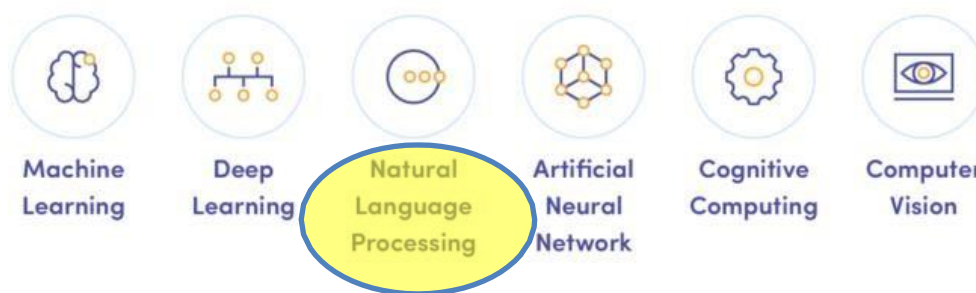 Machine
Learning
Deep
Learning
Natural
Language
Processing
Artificial
Neural
Network
Cognitive
Computing
Computer
Vision